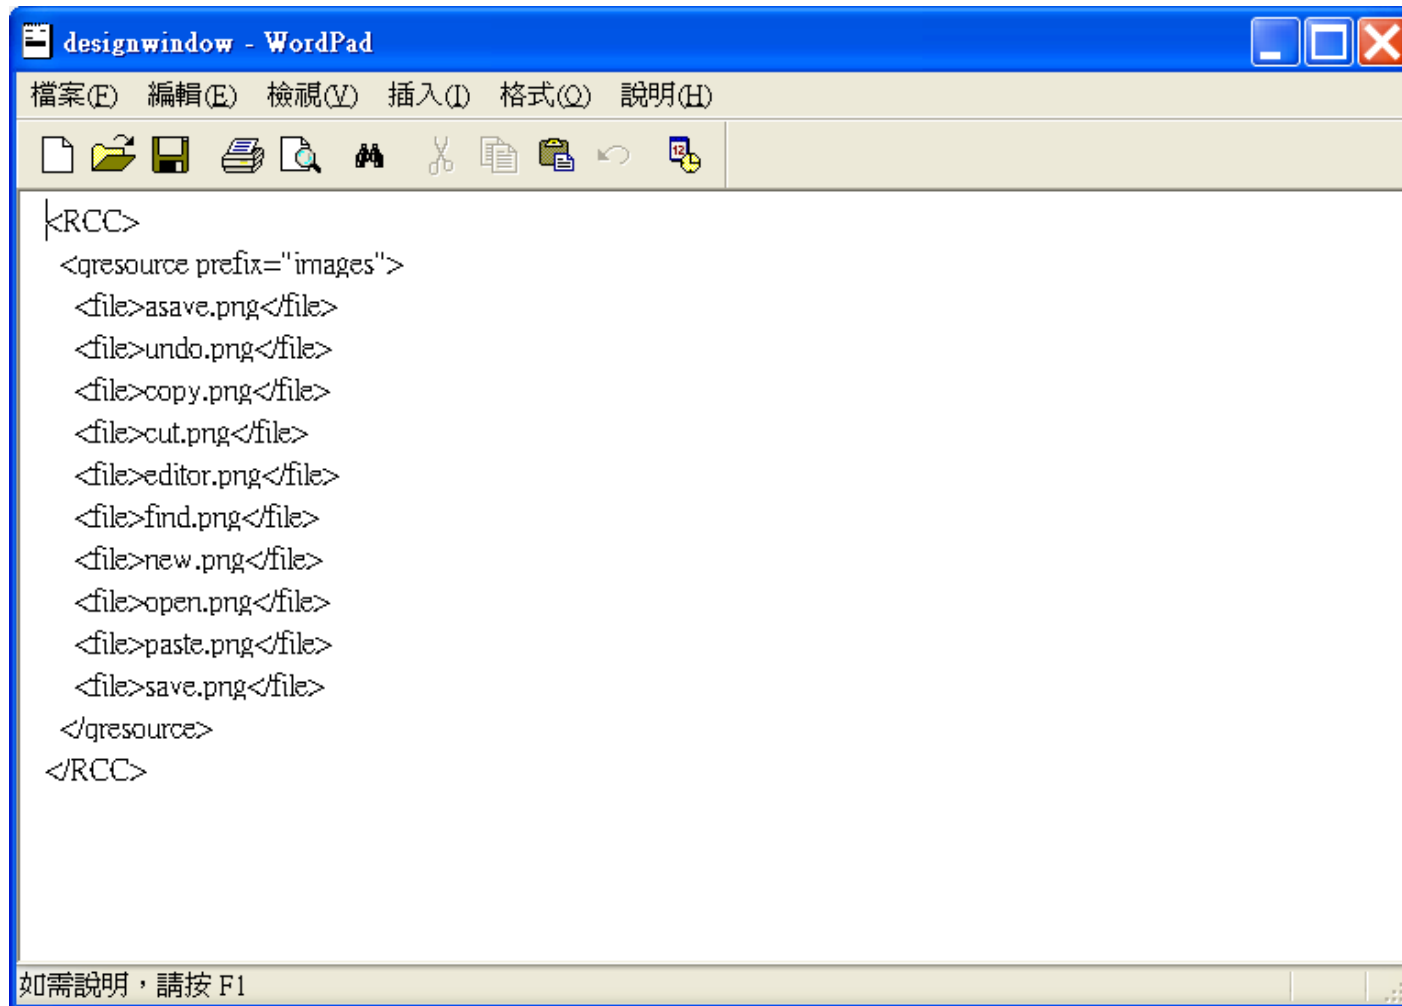 designwindow - WordPad
檔案(F) 編輯(E) 檢視(V) 插入(I) 格式(O) 說明(H)
12
<RCC>
<qresource prefix="images">
<file>asave.png</file>
<file>undo.png</file>
<file>copy.png</file>
<file>cut.png</file>
<file>editor.png</file>
<file>find.png</file>
<file>new.png</file>
<file>open.png</file>
<file>paste.png</file>
<file>save.png</file>
</qresource>
</RCC>
如需說明，請按 F1